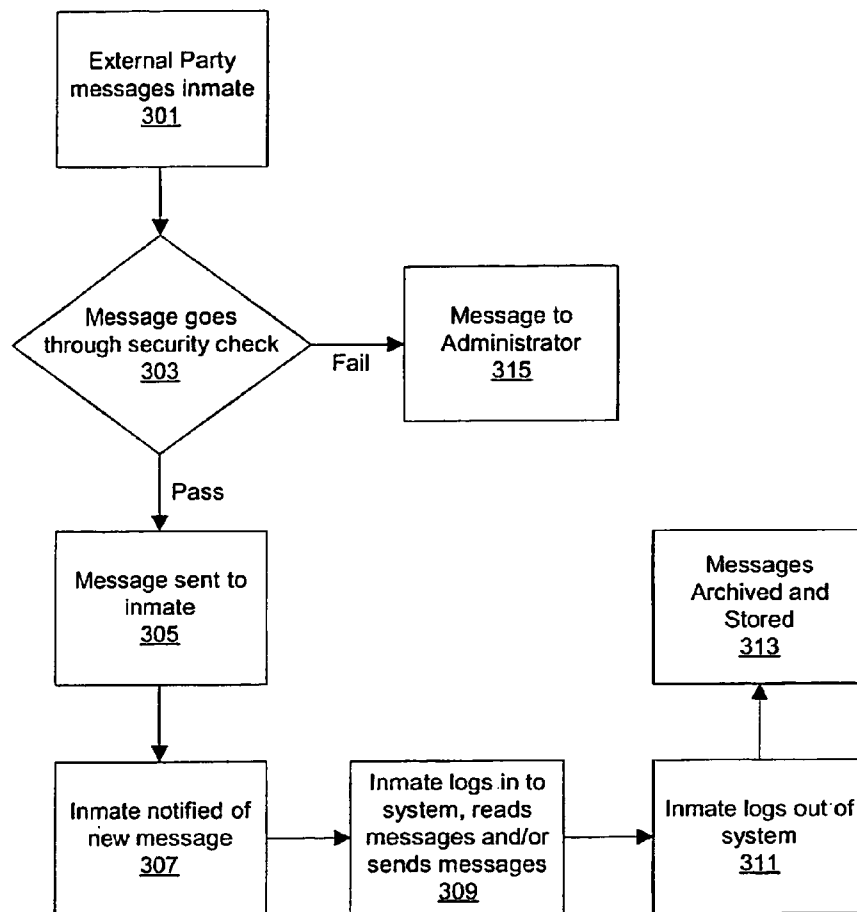 External Party
messages inmate
301
Message goes
through security check
303
Fail
Message to
Administrator
315
Pass
Message sent to
inmate
305
Messages
Archived and
Stored
313
Inmate notified of
new message
307
Inmate logs in to
system, reads
messages and/or
sends messages
309
Inmate logs out of
system
311